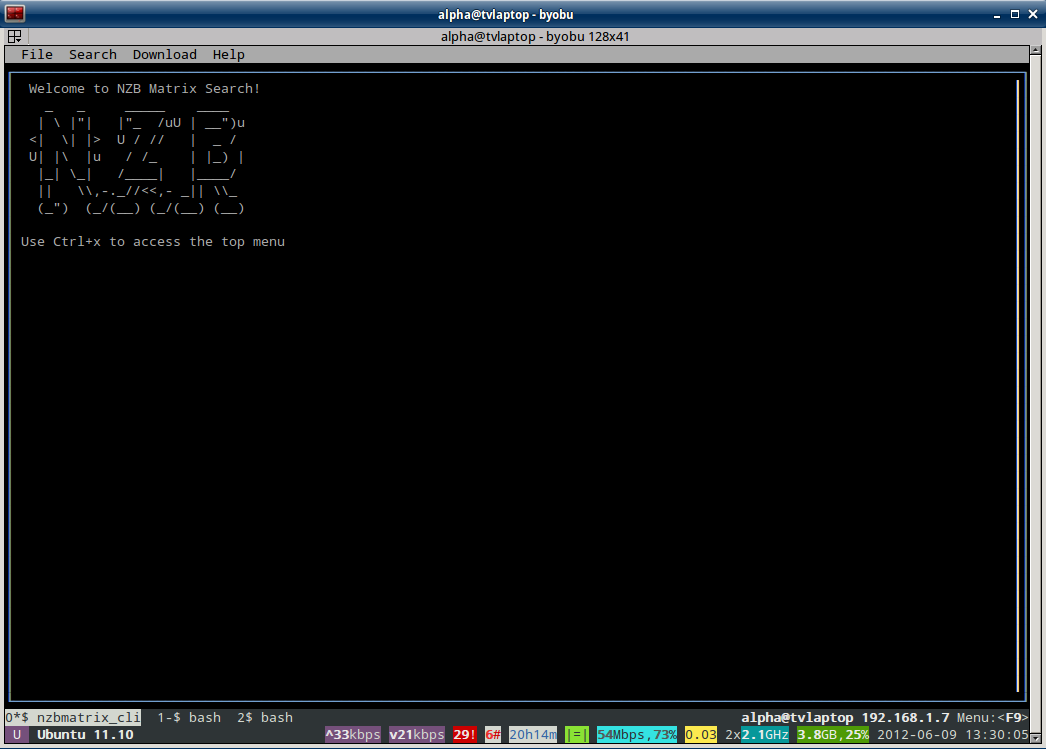 alpha@tvlaptop - byobu
alpha@tvlaptop - byobu 128x41
File Search Download Help
Welcome to NZB Matrix Search!
   _   _     _____    ____
  | \ |"|   |"_  /uU | __")u
 <|  \| |>  U / //   |  _ /
 U| |\  |u   / /_    | |_) |
  |_| \_|   /____|   |____/
  ||   \\,-._//<<,- _|| \\_
  (_")  (_/(__) (_/(__) (__)
Use Ctrl+x to access the top menu
0*$ nzbmatrix_cli  1-$ bash  2$ bash alpha@tvlaptop 192.168.1.7 Menu:<F9>
U Ubuntu 11.10 ^33kbps v21kbps 29! 6# 20h14m |=| 54Mbps,73% 0.03 2x2.1GHz 3.8GB,25% 2012-06-09 13:30:05